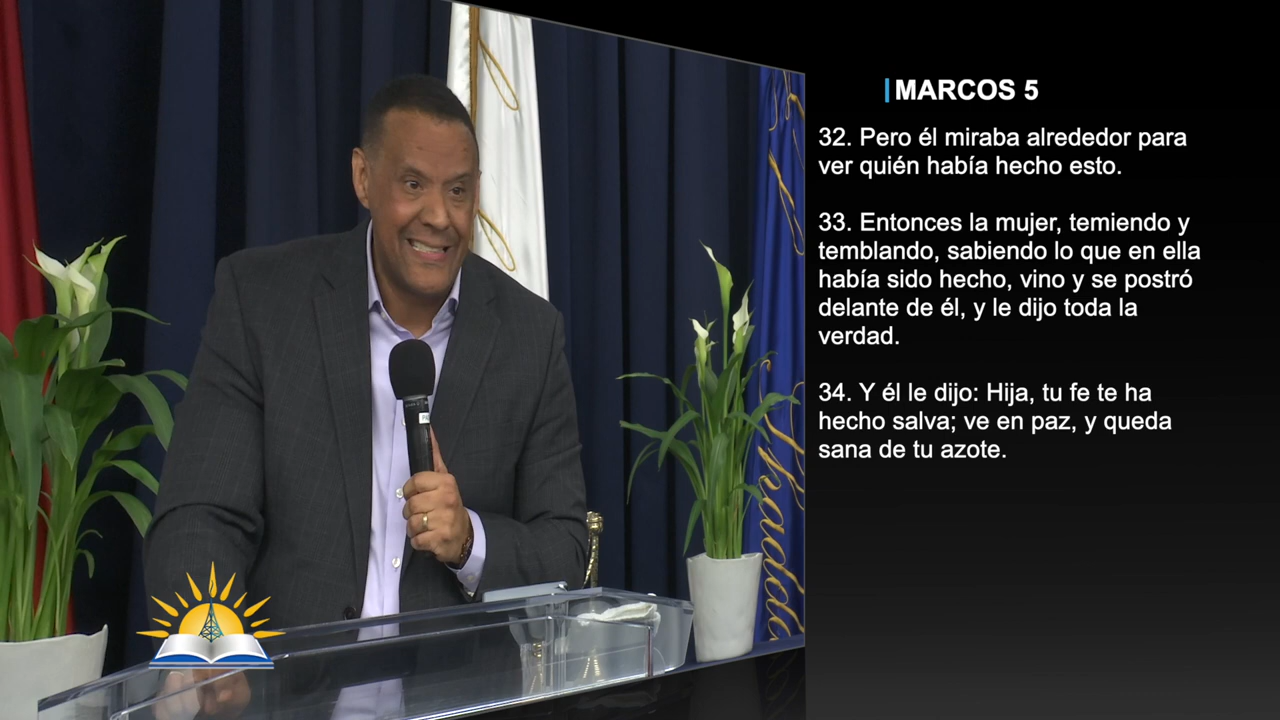 MARCOS 5
32. Pero él miraba alrededor para
ver quién había hecho esto.
33. Entonces la mujer, temiendo y
temblando, sabiendo lo que en ella
había sido hecho, vino y se postró
delante de él, y le dijo toda la
verdad.
34. Y él le dijo: Hija, tu fe te ha
hecho salva; ve en paz, y queda
sana de tu azote.